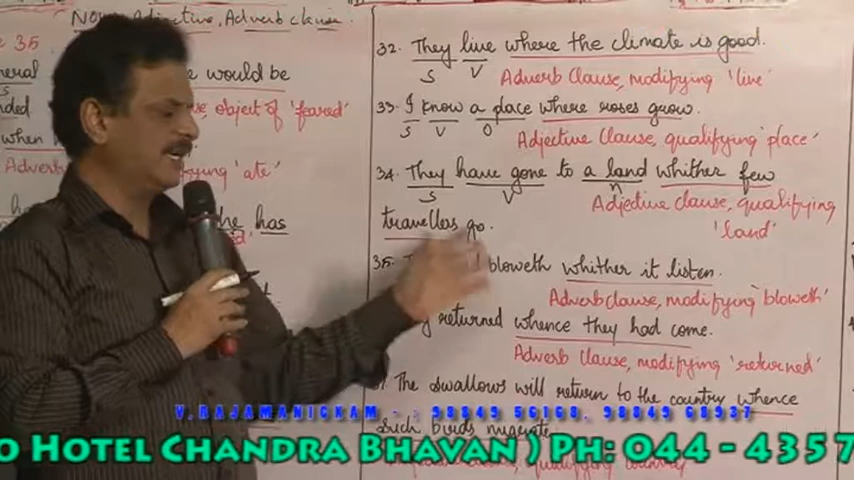 Noun, Adjective, Adverb clause.
35
would be
object of 'feared'
when
'ate'
he has
32. They live where the climate is good.
S V
Adverb Clause, modifying 'live'
33. I know a place where roses grow.
S V O
Adjective Clause, qualifying 'place'
34. They have gone to a land whither few
S V n
Adjective clause, qualifying
travellers go.
'land'
35. bloweth whither it listen.
Adverb clause, modifying 'bloweth'
returned whence they had come.
Adverb Clause, modifying 'returned'
The swallows will return to the country whence
such birds migrate.
V.RAJAMANICKAM - : 98849 56168, 98849 68937
o Hotel Chandra Bhavan ) Ph: 044 - 4357